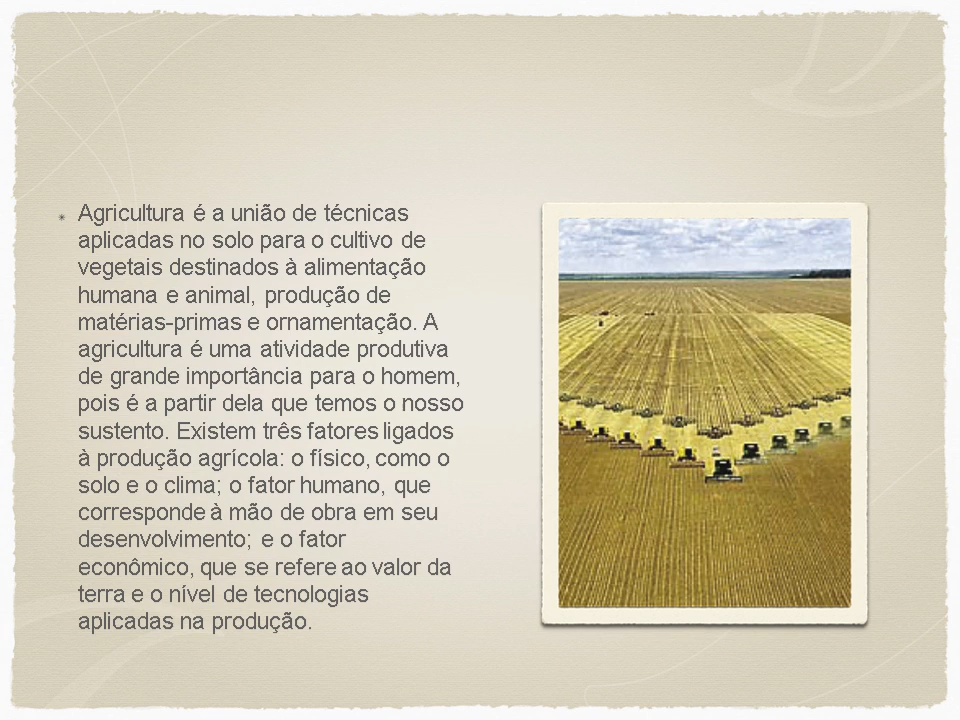 Agricultura é a união de técnicas
aplicadas no solo para o cultivo de
vegetais destinados à alimentação
humana e animal, produção de
matérias-primas e ornamentação. A
agricultura é uma atividade produtiva
de grande importância para o homem,
pois é a partir dela que temos o nosso
sustento. Existem três fatores ligados
à produção agrícola: o físico, como o
solo e o clima; o fator humano, que
corresponde à mão de obra em seu
desenvolvimento; e o fator
econômico, que se refere ao valor da
terra e o nível de tecnologias
aplicadas na produção.